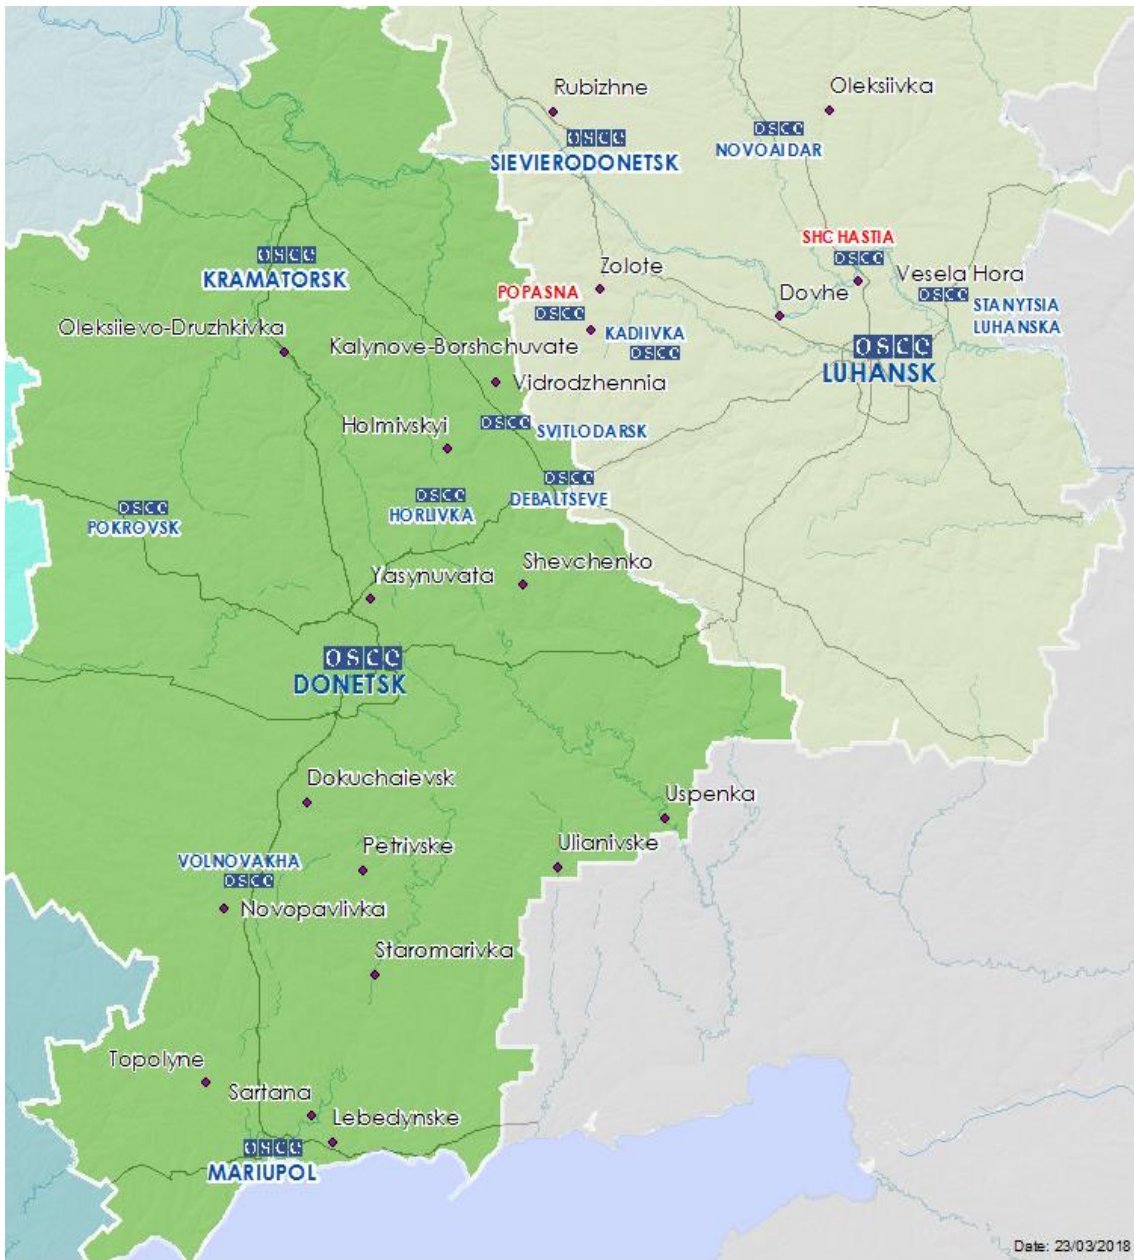 Rubizhne
Oleksiivka
OSCE
NOVOAIDAR
OSCE
SIEVIERODONETSK
SHCHASTIA
OSCE
OSCE
KRAMATORSK
Zolote
Vesela Hora
POPASNA
OSCE
Dovhe
OSCE
STANYTSIA
LUHANSKA
Oleksiievo-Druzhkivka
Kalynove-Borshchuvate
KADIIVKA
OSCE
OSCE
LUHANSK
Vidrodzhennia
Holmivskyi
OSCE
SVITLODARSK
OSCE
DEBALTSEVE
OSCE
HORLIVKA
OSCE
POKROVSK
Shevchenko
Yasynuvata
OSCE
DONETSK
Dokuchaievsk
Uspenka
Petrivske
Ulianivske
VOLNOVAKHA
OSCE
Novopavlivka
Staromarivka
Topolyne
Sartana
Lebedynske
OSCE
MARIUPOL
Date: 23/03/2018